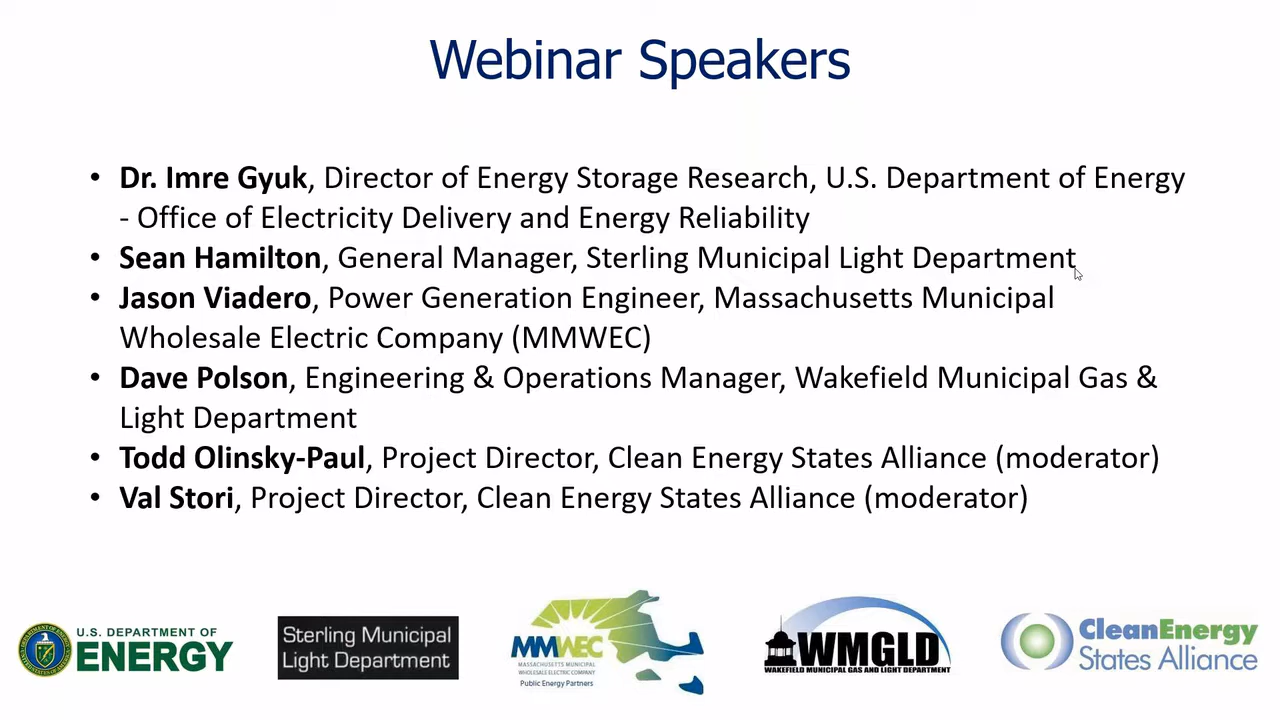 Webinar Speakers
• Dr. Imre Gyuk, Director of Energy Storage Research, U.S. Department of Energy
- Office of Electricity Delivery and Energy Reliability
• Sean Hamilton, General Manager, Sterling Municipal Light Department
• Jason Viadero, Power Generation Engineer, Massachusetts Municipal
Wholesale Electric Company (MMWEC)
• Dave Polson, Engineering & Operations Manager, Wakefield Municipal Gas &
Light Department
• Todd Olinsky-Paul, Project Director, Clean Energy States Alliance (moderator)
• Val Stori, Project Director, Clean Energy States Alliance (moderator)
U.S. DEPARTMENT OF
ENERGY
Sterling Municipal
Light Department
MMWEC
MASSACHUSETTS MUNICIPAL
WHOLESALE ELECTRIC COMPANY
Public Energy Partners
WMGLD
WAKEFIELD MUNICIPAL GAS AND LIGHT DEPARTMENT
CleanEnergy
States Alliance